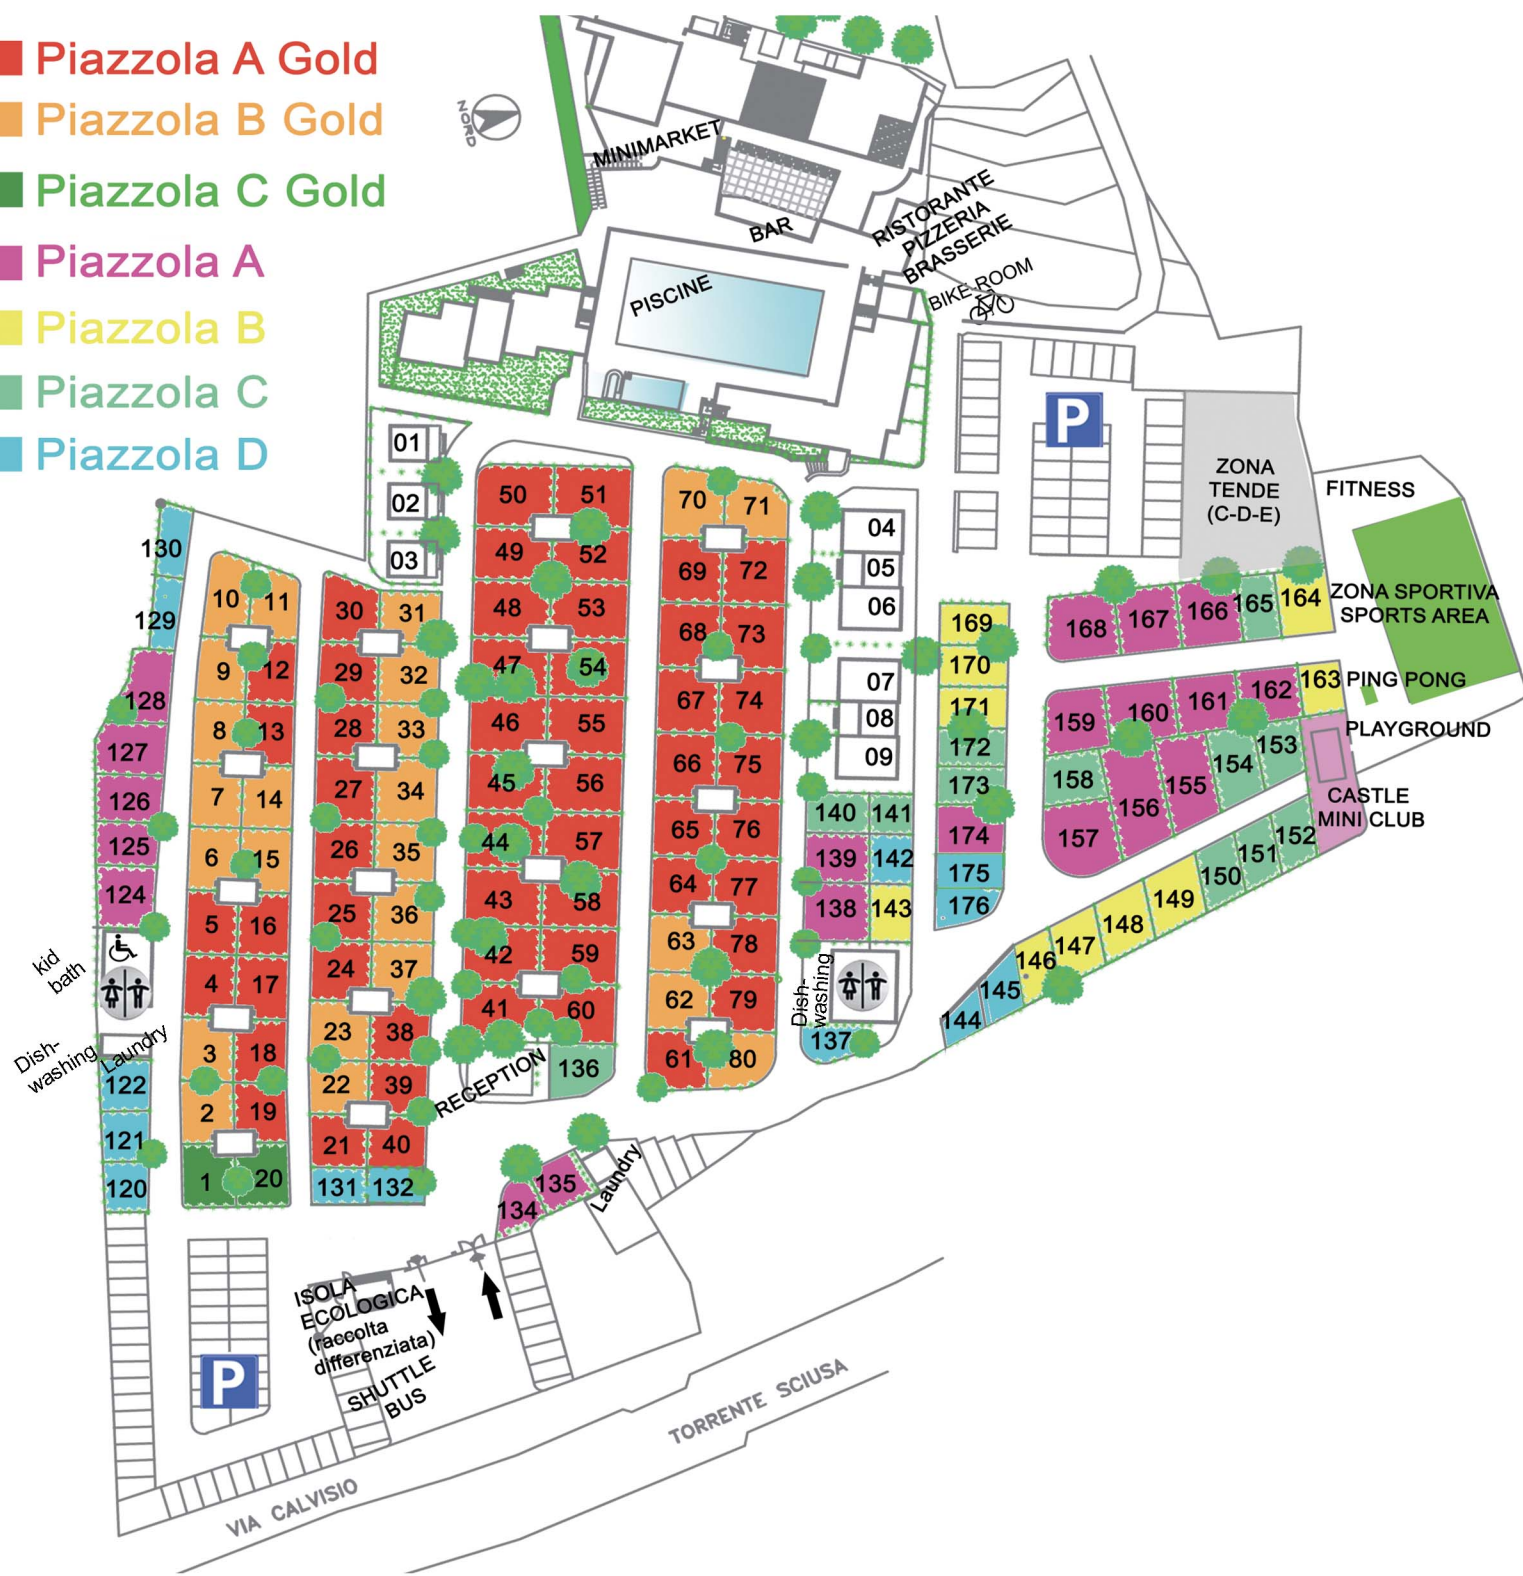 Piazzola A Gold
Piazzola B Gold
Piazzola C Gold
Piazzola A
Piazzola B
Piazzola C
Piazzola D
NORD
MINIMARKET
BAR
RISTORANTE
PIZZERIA
BRASSERIE
BIKE ROOM
PISCINE
P
ZONA
TENDE
(C-D-E)
FITNESS
ZONA SPORTIVA
SPORTS AREA
PING PONG
PLAYGROUND
CASTLE
MINI CLUB
01
02
03
04
05
06
07
08
09
130
129
128
127
126
125
124
kid
bath
Dish-
washing
Laundry
122
121
120
10 11
9 12
8 13
7 14
6 15
5 16
4 17
3 18
2 19
1 20
30 31
29 32
28 33
27 34
26 35
25 36
24 37
23 38
22 39
21 40
131 132
50 51
49 52
48 53
47 54
46 55
45 56
44 57
43 58
42 59
41 60
RECEPTION
136
70 71
69 72
68 73
67 74
66 75
65 76
64 77
63 78
62 79
61 80
140 141
139 142
138 143
Dish-
washing
137
169
170
171
172
173
174
175
176
168 167 166 165 164
159 160 161 162 163
158 156 155 154 153
157
144 145 146 147 148 149 150 151 152
134 135
Laundry
ISOLA
ECOLOGICA
(raccolta
differenziata)
SHUTTLE
BUS
P
VIA CALVISIO
TORRENTE SCIUSA